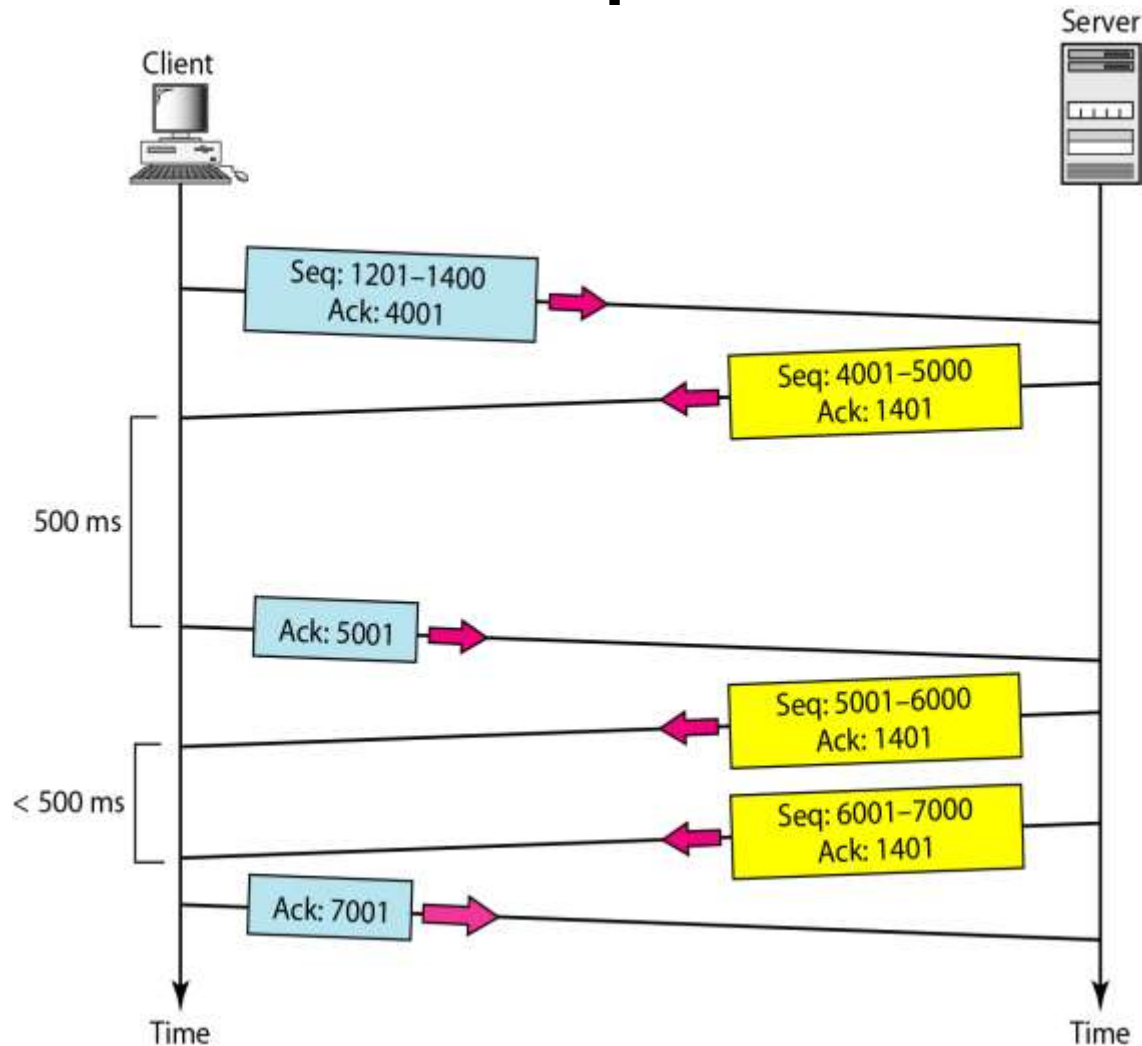 Server
Client
Seq: 1201–1400
Ack: 4001
Seq: 4001–5000
Ack: 1401
500 ms
Ack: 5001
Seq: 5001–6000
Ack: 1401
< 500 ms
Seq: 6001–7000
Ack: 1401
Ack: 7001
Time
Time